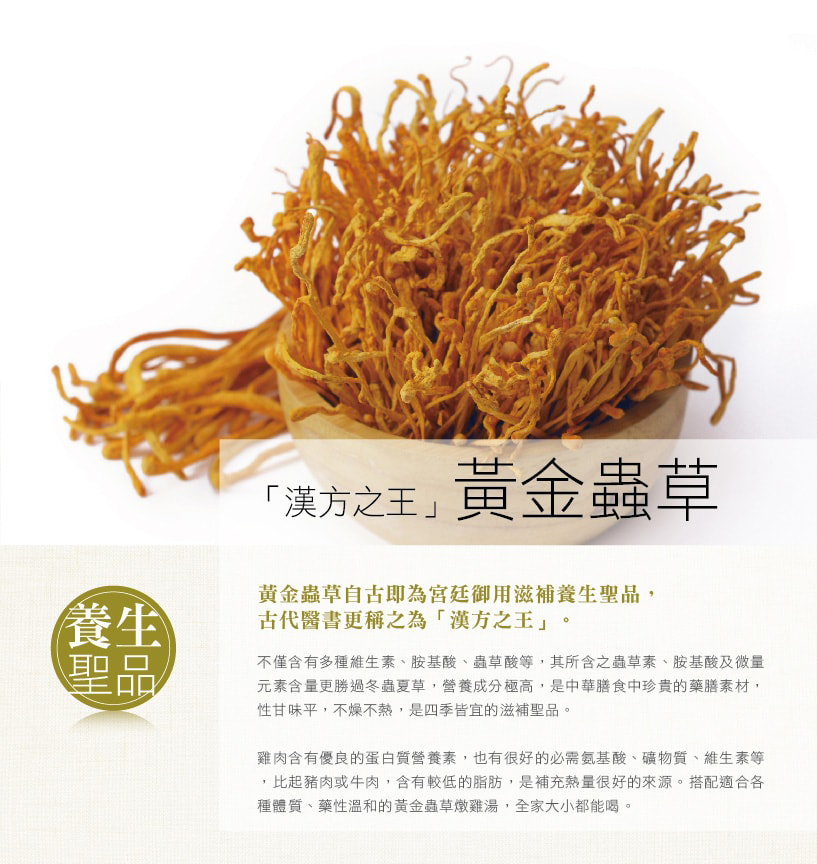 「漢方之王」黃金蟲草
養生
聖品
黃金蟲草自古即為宮廷御用滋補養生聖品，
古代醫書更稱之為「漢方之王」。
不僅含有多種維生素、胺基酸、蟲草酸等，其所含之蟲草素、胺基酸及微量
元素含量更勝過冬蟲夏草，營養成分極高，是中華膳食中珍貴的藥膳素材，
性甘味平，不燥不熱，是四季皆宜的滋補聖品。
雞肉含有優良的蛋白質營養素，也有很好的必需氨基酸、礦物質、維生素等
，比起豬肉或牛肉，含有較低的脂肪，是補充熱量很好的來源。搭配適合各
種體質、藥性溫和的黃金蟲草燉雞湯，全家大小都能喝。